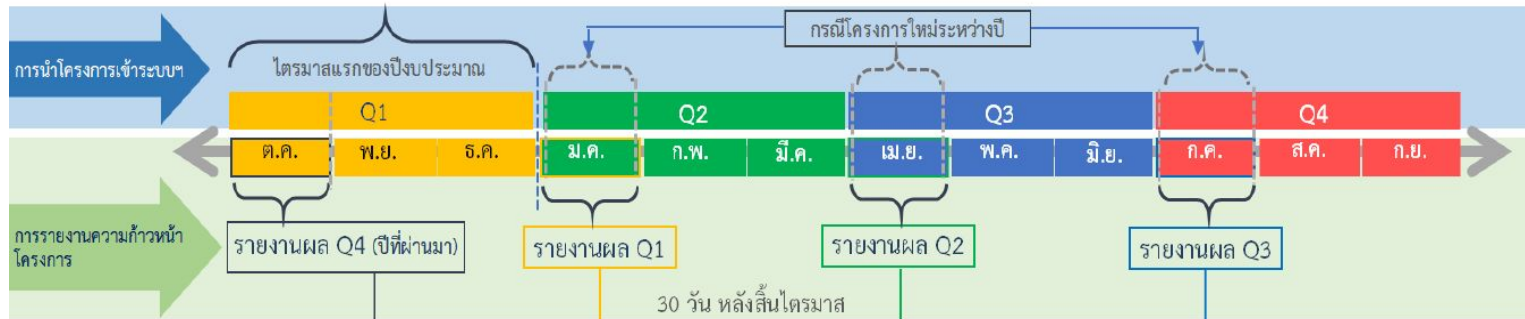 กรณีโครงการใหม่ระหว่างปี
การนำโครงการเข้าระบบฯ
ไตรมาสแรกของปีงบประมาณ
Q1 Q2 Q3 Q4
ต.ค. พ.ย. ธ.ค. ม.ค. ก.พ. มี.ค. เม.ย. พ.ค. มิ.ย. ก.ค. ส.ค. ก.ย.
การรายงานความก้าวหน้า
โครงการ
รายงานผล Q4 (ปีที่ผ่านมา)
รายงานผล Q1
รายงานผล Q2
รายงานผล Q3
30 วัน หลังสิ้นไตรมาส